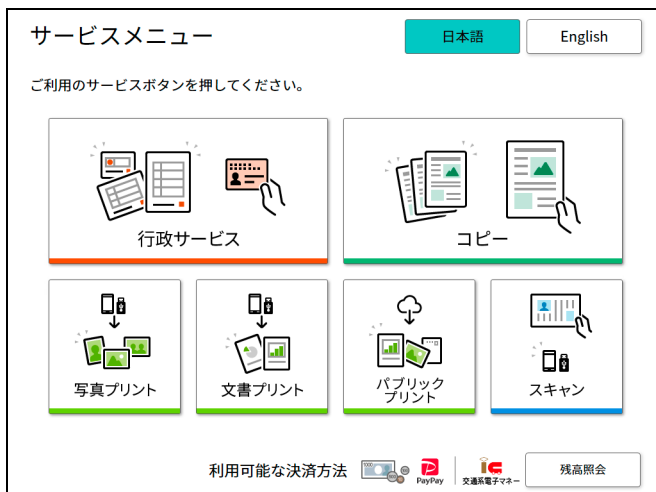 サービスメニュー
日本語
English
ご利用のサービスボタンを押してください。
行政サービス
コピー
写真プリント
文書プリント
パブリック
プリント
スキャン
利用可能な決済方法
1000
PayPay
交通系電子マネー
残高照会